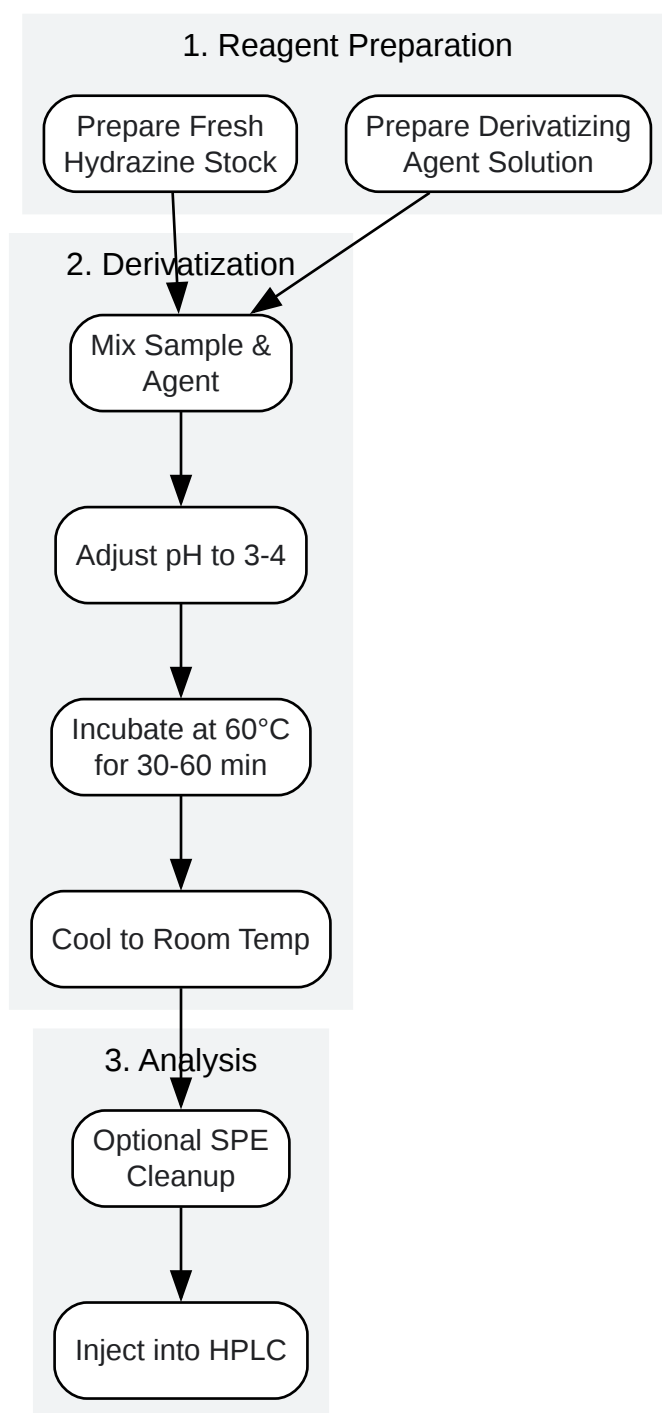 1. Reagent Preparation
Prepare Fresh
Hydrazine Stock
Prepare Derivatizing
Agent Solution
2. Derivatization
Mix Sample &
Agent
Adjust pH to 3-4
Incubate at 60°C
for 30-60 min
Cool to Room Temp
3. Analysis
Optional SPE
Cleanup
Inject into HPLC